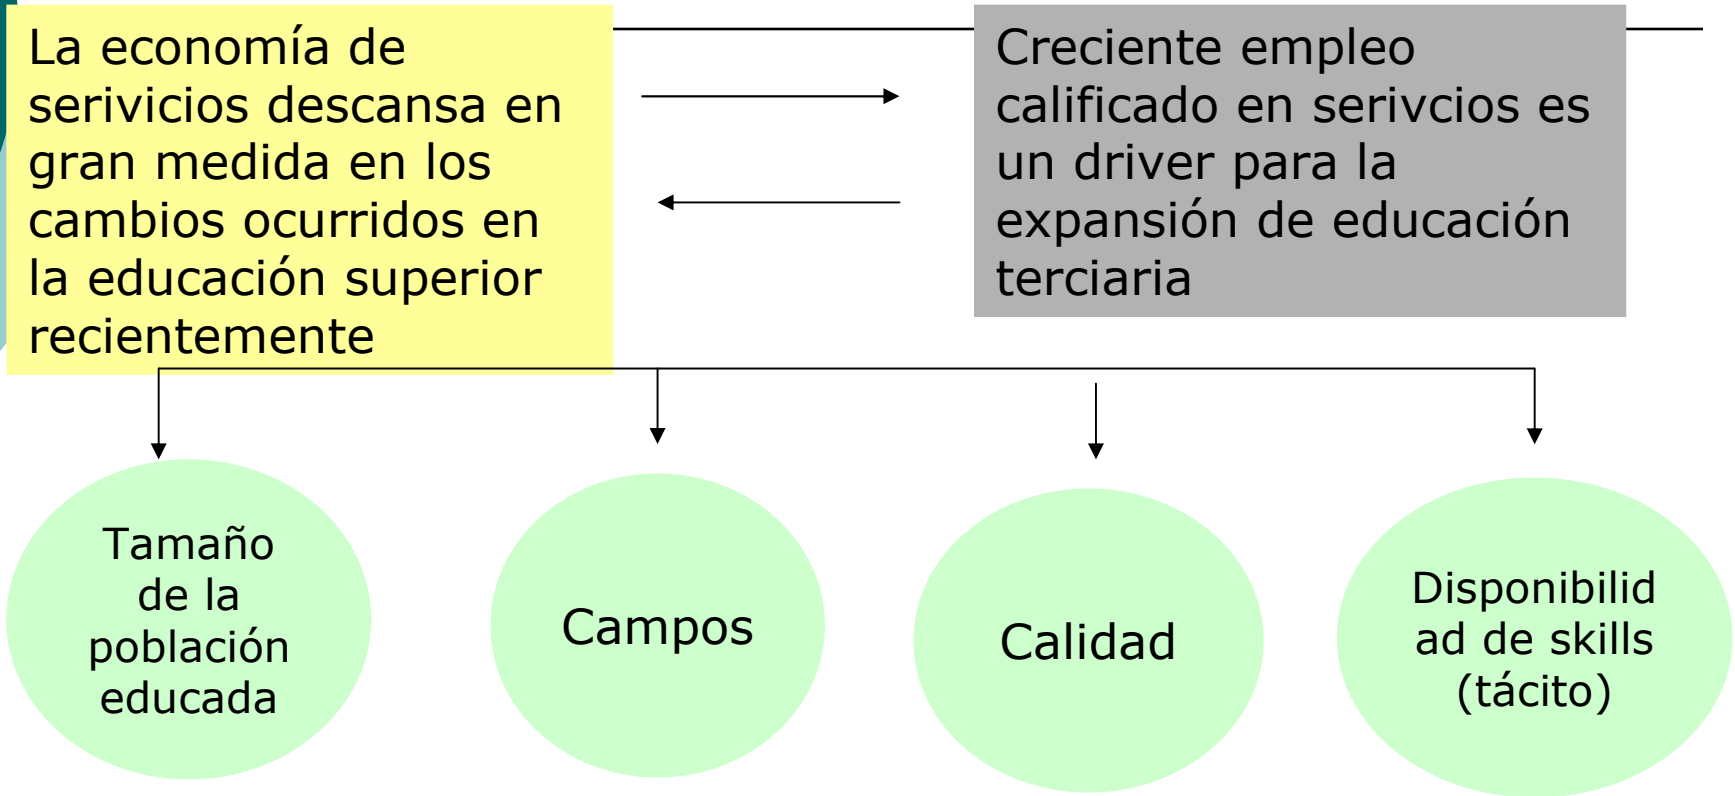 La economía de
serivicios descansa en
gran medida en los
cambios ocurridos en
la educación superior
recientemente
Creciente empleo
calificado en serivcios es
un driver para la
expansión de educación
terciaria
Tamaño
de la
población
educada
Campos
Calidad
Disponibilid
ad de skills
(tácito)